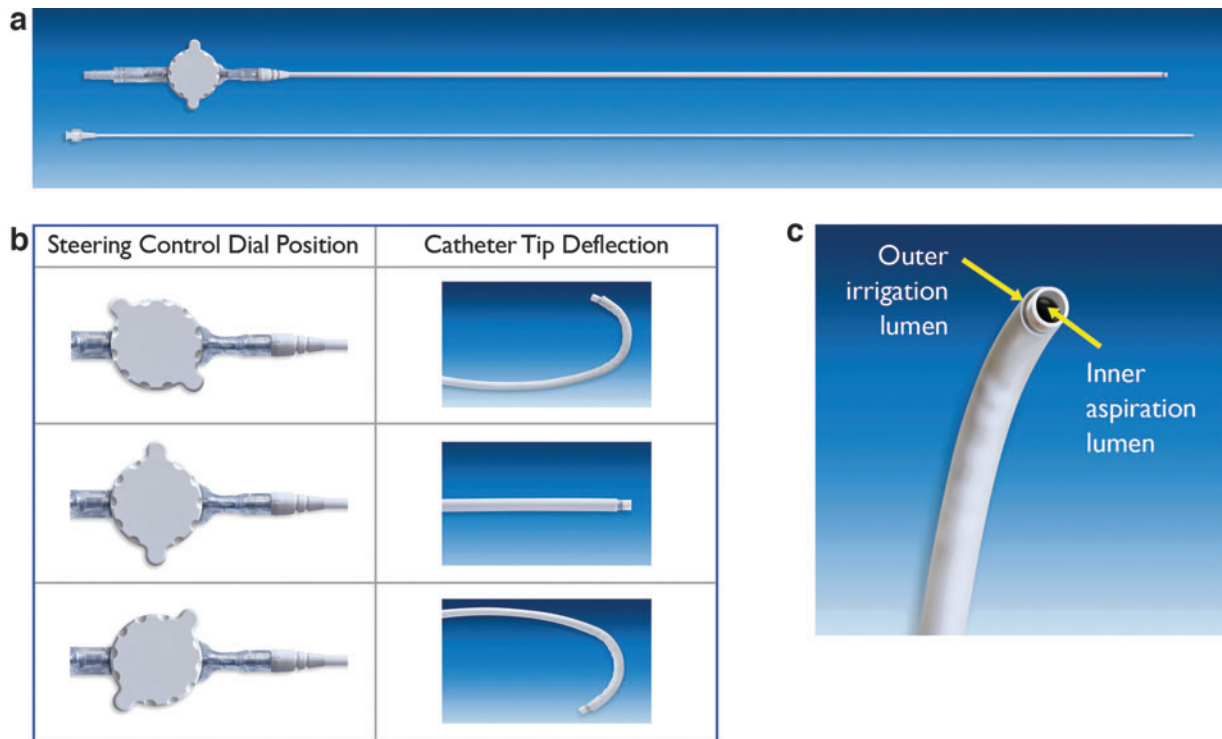 a
b
Steering Control Dial Position
Catheter Tip Deflection
c
Outer
irrigation
lumen
Inner
aspiration
lumen